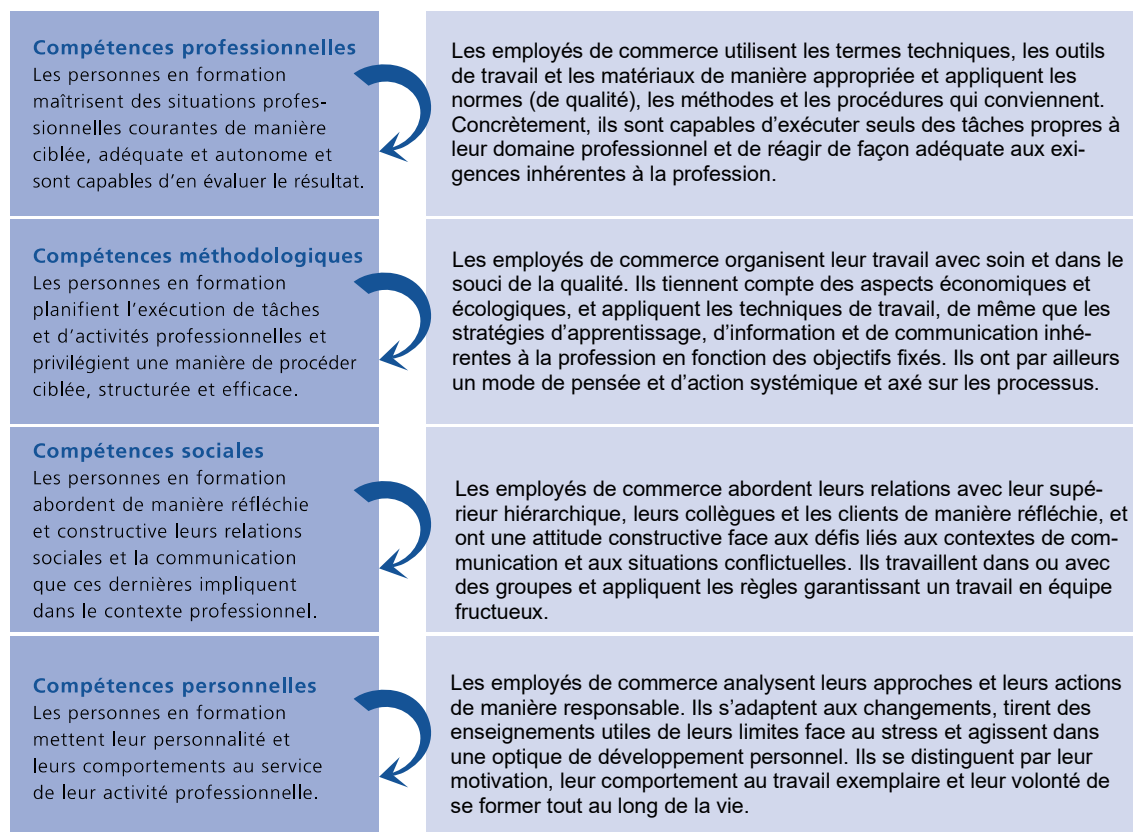 Compétences professionnelles
Les personnes en formation
maîtrisent des situations profes-
sionnelles courantes de manière
ciblée, adéquate et autonome et
sont capables d'en évaluer le résultat.
Les employés de commerce utilisent les termes techniques, les outils
de travail et les matériaux de manière appropriée et appliquent les
normes (de qualité), les méthodes et les procédures qui conviennent.
Concrètement, ils sont capables d'exécuter seuls des tâches propres à
leur domaine professionnel et de réagir de façon adéquate aux exi-
gences inhérentes à la profession.
Compétences méthodologiques
Les personnes en formation
planifient l'exécution de tâches
et d'activités professionnelles et
privilégient une manière de procéder
ciblée, structurée et efficace.
Les employés de commerce organisent leur travail avec soin et dans le
souci de la qualité. Ils tiennent compte des aspects économiques et
écologiques, et appliquent les techniques de travail, de même que les
stratégies d'apprentissage, d'information et de communication inhé-
rentes à la profession en fonction des objectifs fixés. Ils ont par ailleurs
un mode de pensée et d'action systémique et axé sur les processus.
Compétences sociales
Les personnes en formation
abordent de manière réfléchie
et constructive leurs relations
sociales et la communication
que ces dernières impliquent
dans le contexte professionnel.
Les employés de commerce abordent leurs relations avec leur supé-
rieur hiérarchique, leurs collègues et les clients de manière réfléchie, et
ont une attitude constructive face aux défis liés aux contextes de com-
munication et aux situations conflictuelles. Ils travaillent dans ou avec
des groupes et appliquent les règles garantissant un travail en équipe
fructueux.
Compétences personnelles
Les personnes en formation
mettent leur personnalité et
leurs comportements au service
de leur activité professionnelle.
Les employés de commerce analysent leurs approches et leurs actions
de manière responsable. Ils s'adaptent aux changements, tirent des
enseignements utiles de leurs limites face au stress et agissent dans
une optique de développement personnel. Ils se distinguent par leur
motivation, leur comportement au travail exemplaire et leur volonté de
se former tout au long de la vie.